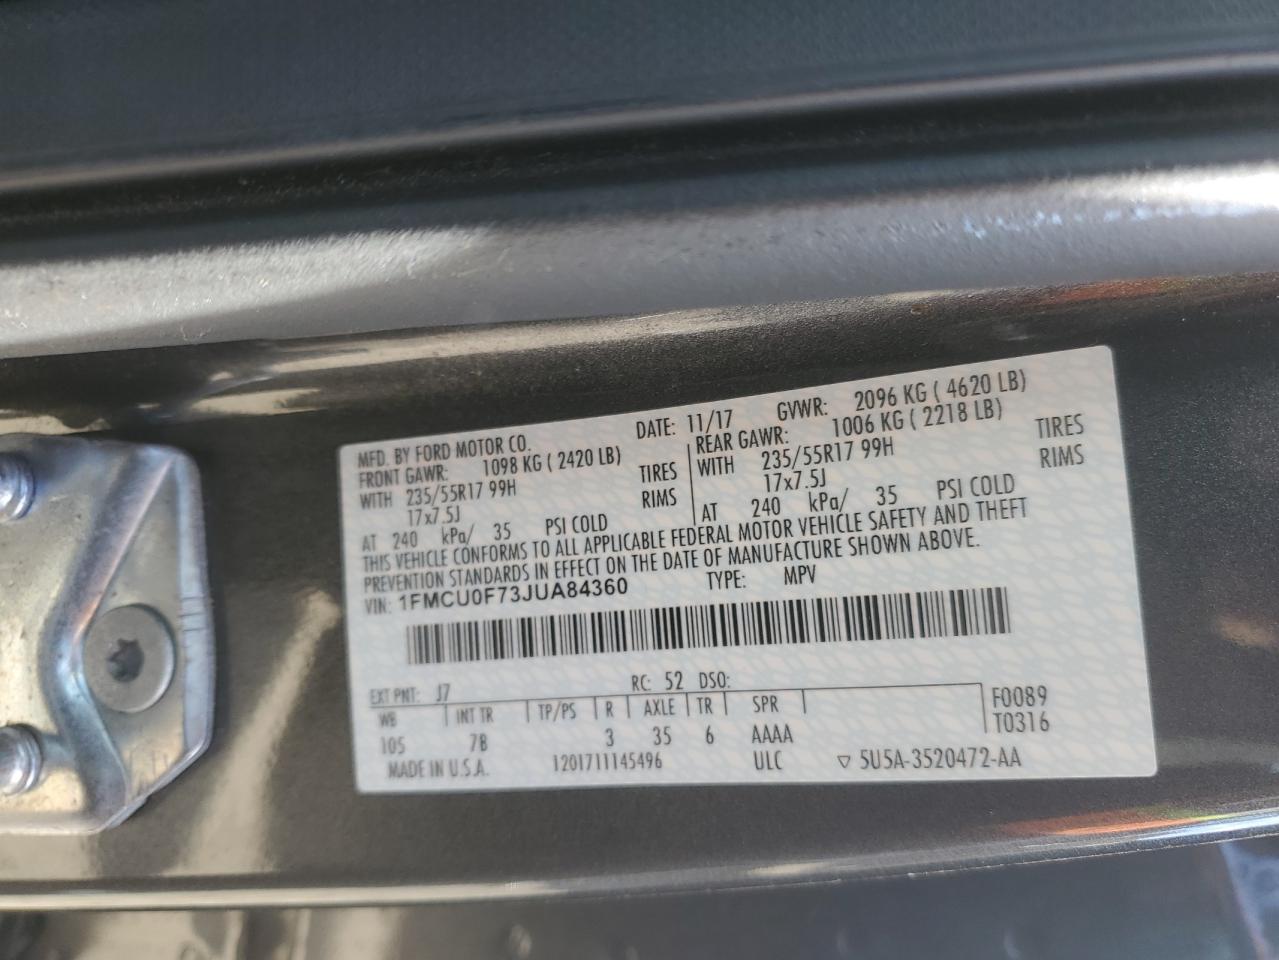 MFD. BY FORD MOTOR CO. DATE: 11/17 GVWR: 2096 KG ( 4620 LB)
FRONT GAWR: 1098 KG ( 2420 LB) REAR GAWR: 1006 KG ( 2218 LB)
WITH 235/55R17 99H TIRES WITH 235/55R17 99H TIRES
17x7.5J RIMS 17x7.5J RIMS
AT 240 kPa/ 35 PSI COLD AT 240 kPa/ 35 PSI COLD
THIS VEHICLE CONFORMS TO ALL APPLICABLE FEDERAL MOTOR VEHICLE SAFETY AND THEFT
PREVENTION STANDARDS IN EFFECT ON THE DATE OF MANUFACTURE SHOWN ABOVE.
VIN: 1FMCU0F73JUA84360 TYPE: MPV
EXT PNT: J7 RC: 52 DSO:
WB INT TR TP/PS R AXLE TR SPR F0089
105 7B 3 35 6 AAAA T0316
MADE IN U.S.A. 1201711145496 ULC ▽ 5U5A-3520472-AA